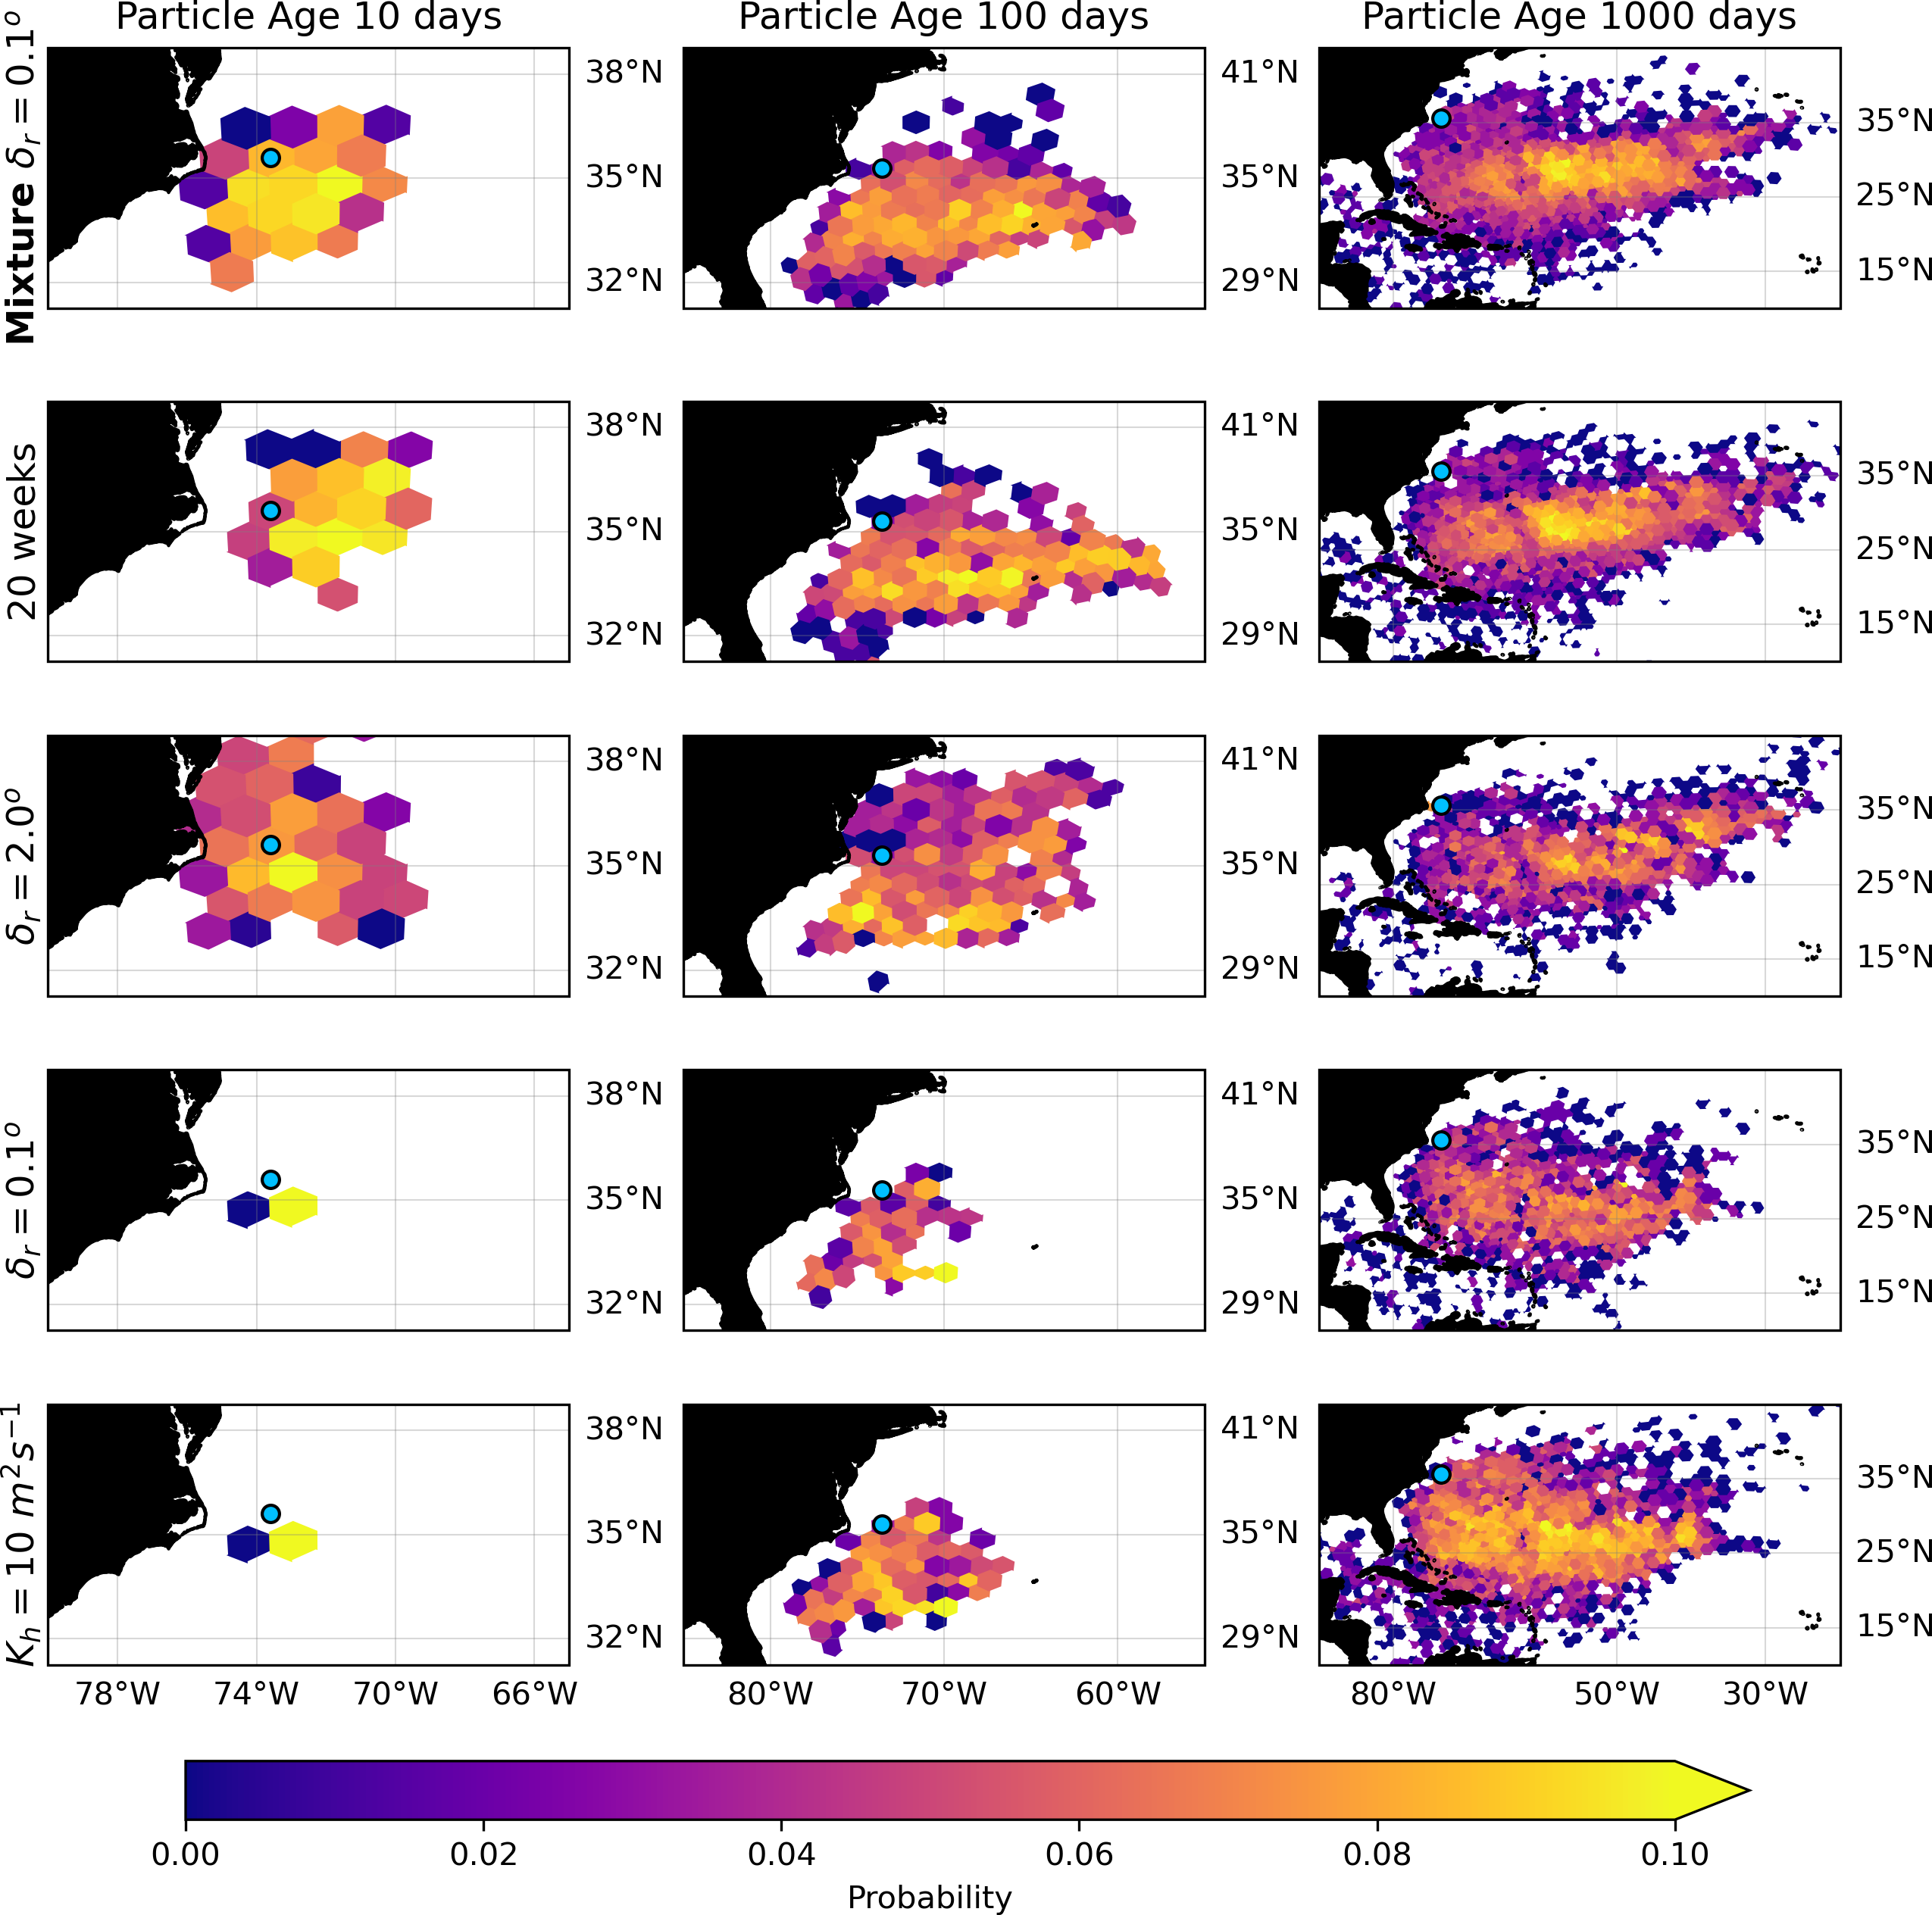 Particle Age 10 days Particle Age 100 days Particle Age 1000 days
Mixture δr = 0.1°
38°N 41°N 35°N
35°N 35°N 25°N
32°N 29°N 15°N
20 weeks
38°N 41°N 35°N
35°N 35°N 25°N
32°N 29°N 15°N
δr = 2.0°
38°N 41°N 35°N
35°N 35°N 25°N
32°N 29°N 15°N
δr = 0.1°
38°N 41°N 35°N
35°N 35°N 25°N
32°N 29°N 15°N
Kh = 10 m²s⁻¹
38°N 41°N 35°N
35°N 35°N 25°N
32°N 29°N 15°N
78°W 74°W 70°W 66°W 80°W 70°W 60°W 80°W 50°W 30°W
0.00 0.02 0.04 0.06 0.08 0.10
Probability